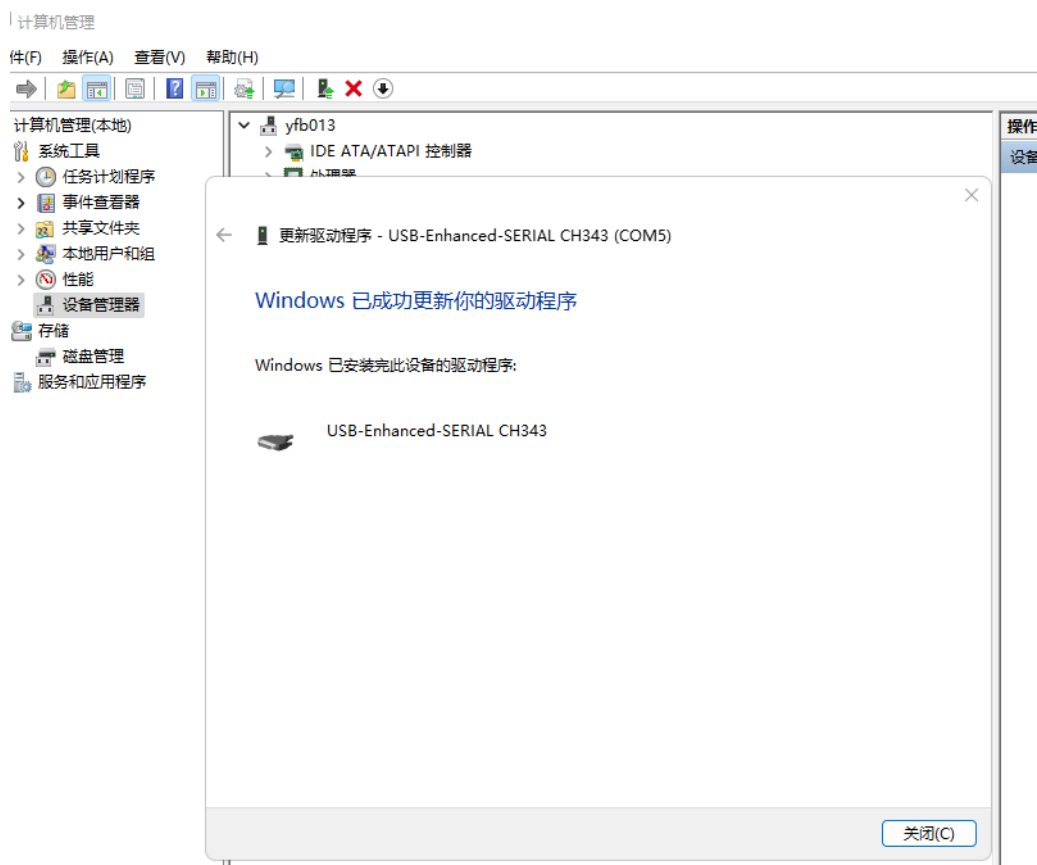 计算机管理
件(F) 操作(A) 查看(V) 帮助(H)
计算机管理(本地)
系统工具
任务计划程序
事件查看器
共享文件夹
本地用户和组
性能
设备管理器
存储
磁盘管理
服务和应用程序
yfb013
IDE ATA/ATAPI 控制器
处理器
操作
设备
更新驱动程序 - USB-Enhanced-SERIAL CH343 (COM5)
Windows 已成功更新你的驱动程序
Windows 已安装完此设备的驱动程序:
USB-Enhanced-SERIAL CH343
关闭(C)